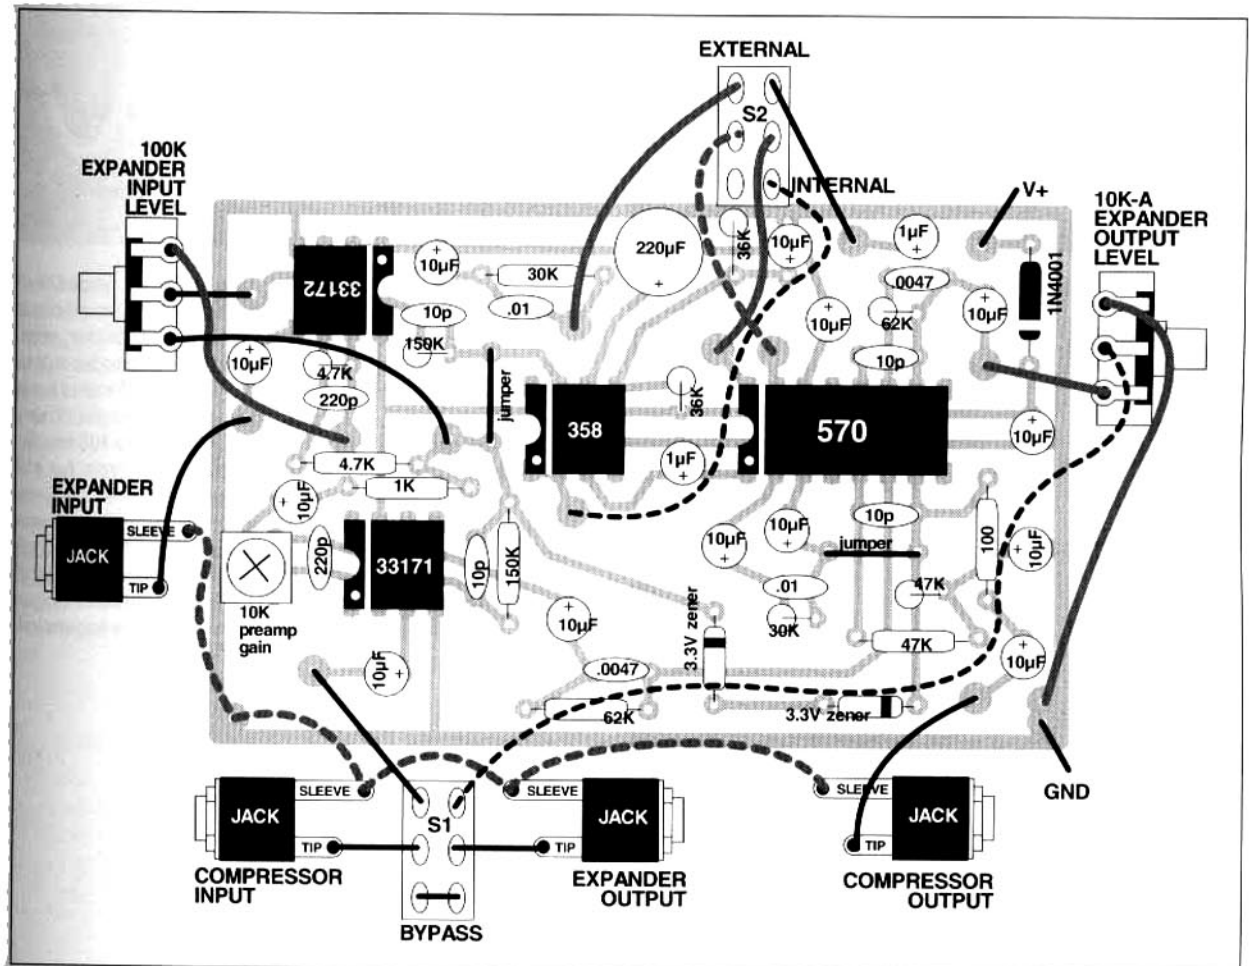 EXTERNAL
S2
INTERNAL
V+
100K
EXPANDER
INPUT
LEVEL
10K-A
EXPANDER
OUTPUT
LEVEL
33172
+
10µF
30K
.01
10p
150K
220µF
+
36K
10µF
+
1µF
+
.0047
+
10µF
62K
+
10µF
1N4001
10p
+
10µF
4.7K
220p
jumper
358
36K
1µF
+
570
10µF
+
4.7K
1K
EXPANDER
INPUT
JACK
SLEEVE
TIP
+
10µF
10K
preamp
gain
220p
33171
10p
150K
10µF
+
10µF
+
10p
jumper
100
+
10µF
.01
30K
47K
47K
+
10µF
3.3V zener
+
10µF
10µF
+
.0047
62K
3.3V zener
GND
JACK
SLEEVE
TIP
COMPRESSOR
INPUT
S1
BYPASS
SLEEVE
JACK
TIP
EXPANDER
OUTPUT
SLEEVE
JACK
TIP
COMPRESSOR
OUTPUT